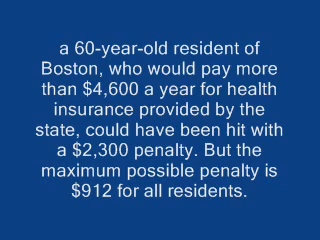 a 60-year-old resident of
Boston, who would pay more
than $4,600 a year for health
insurance provided by the
state, could have been hit with
a $2,300 penalty. But the
maximum possible penalty is
$912 for all residents.